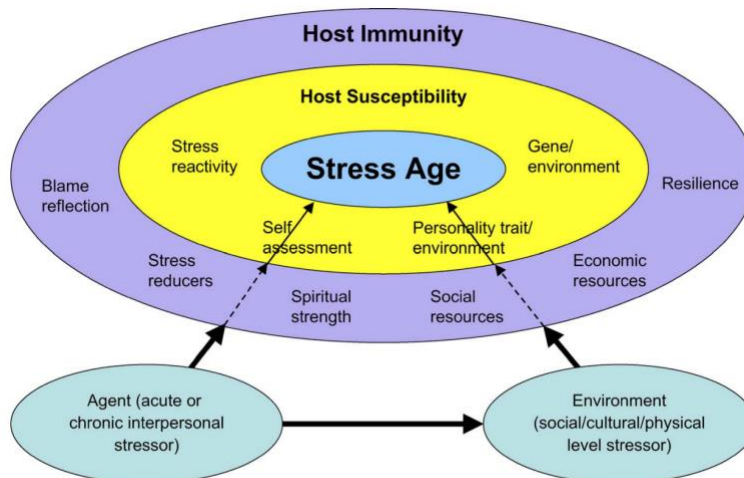 Host Immunity
Host Susceptibility
Stress
reactivity
Gene/
environment
Stress Age
Blame
reflection
Resilience
Self
assessment
Personality trait/
environment
Stress
reducers
Economic
resources
Spiritual
strength
Social
resources
Agent (acute or
chronic interpersonal
stressor)
Environment
(social/cultural/physical
level stressor)